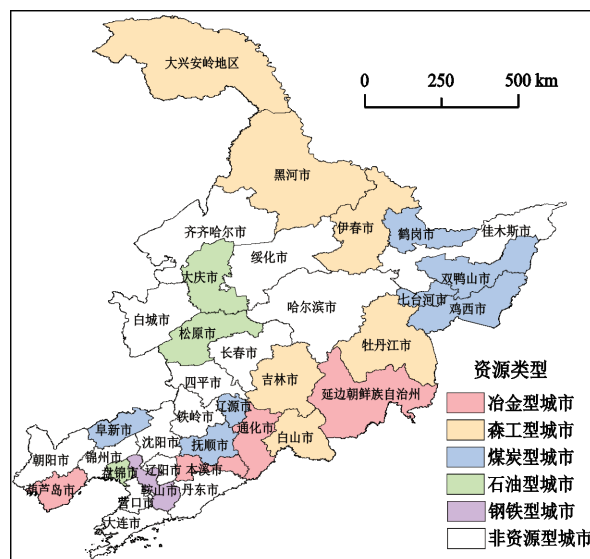 大兴安岭地区
0 250 500 km
黑河市
齐齐哈尔市
伊春市
鹤岗市
佳木斯市
绥化市
大庆市
双鸭山市
哈尔滨市
七台河市
鸡西市
白城市
松原市
牡丹江市
长春市
吉林市
四平市
延边朝鲜族自治州
辽源市
铁岭市
通化市
阜新市
沈阳市
抚顺市
白山市
朝阳市
锦州市
盘锦市
辽阳市
本溪市
葫芦岛市
鞍山市
丹东市
营口市
大连市
资源类型
冶金型城市
森工型城市
煤炭型城市
石油型城市
钢铁型城市
非资源型城市